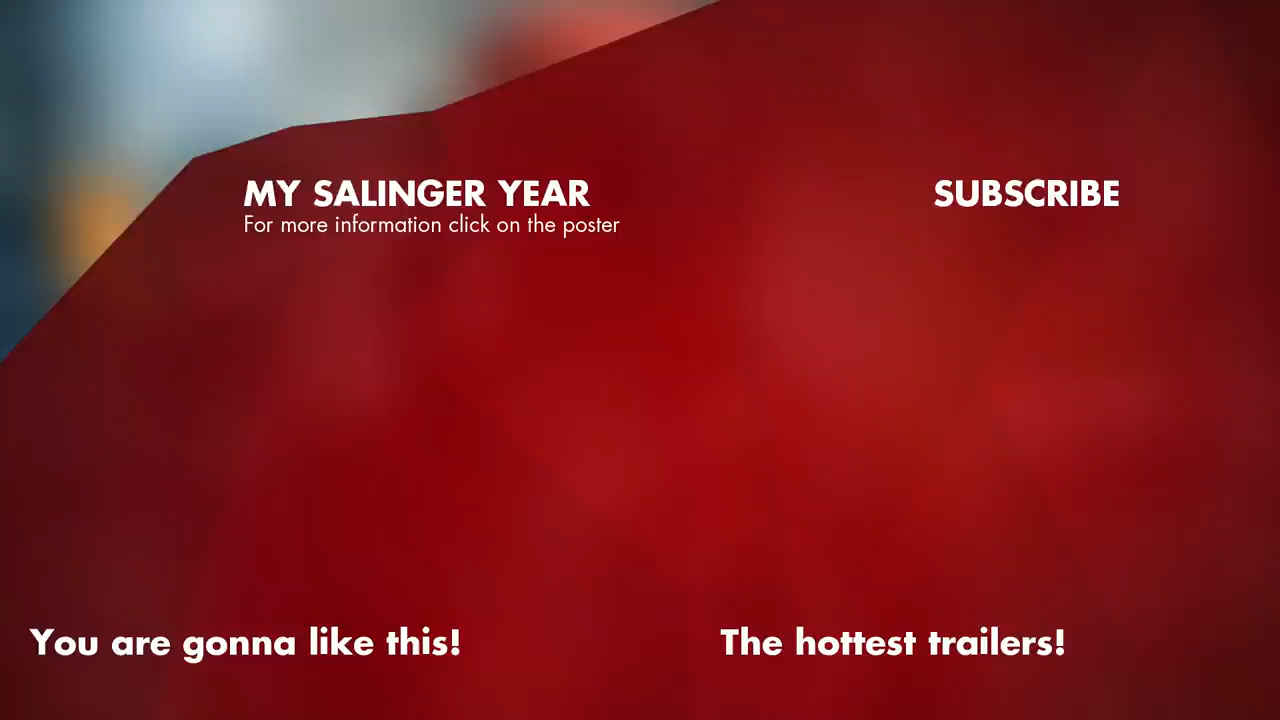 MY SALINGER YEAR
For more information click on the poster
SUBSCRIBE
You are gonna like this!
The hottest trailers!